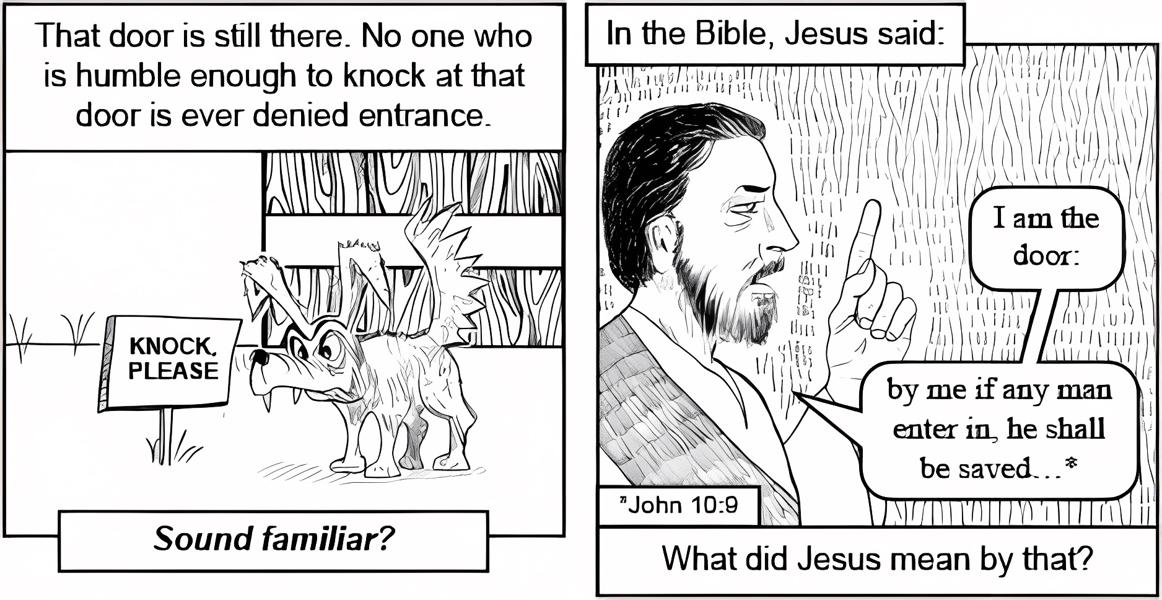 That door is still there. No one who
is humble enough to knock at that
door is ever denied entrance.
KNOCK,
PLEASE
Sound familiar?
In the Bible, Jesus said:
I am the
door:
by me if any man
enter in, he shall
be saved...*
*John 10:9
What did Jesus mean by that?